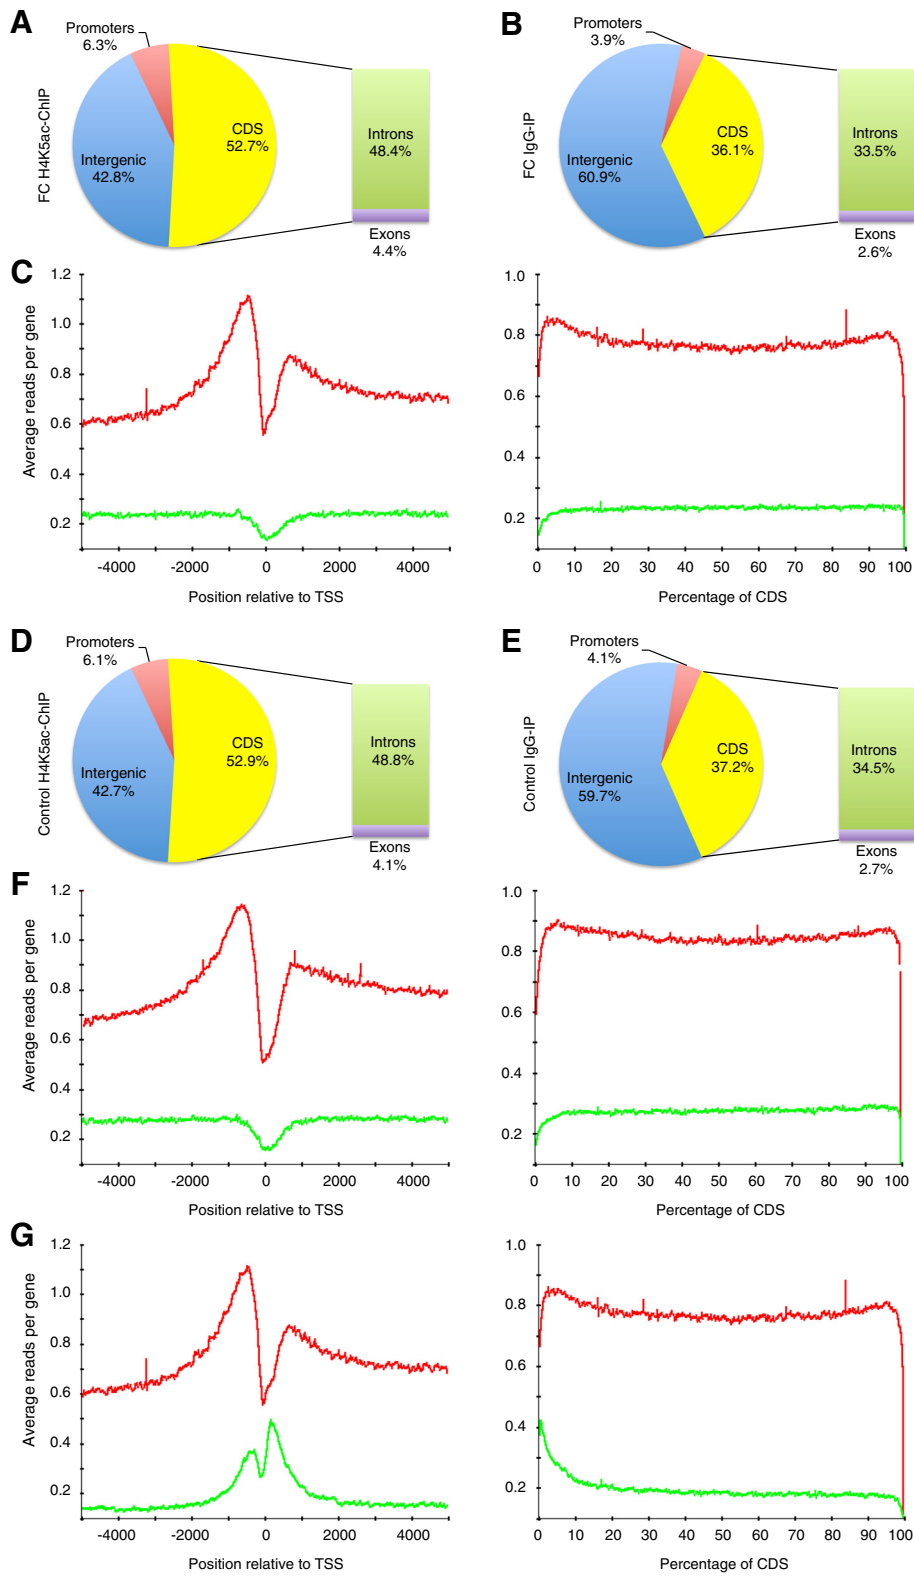 A
Promoters
6.3%
FC H4K5ac-ChIP
CDS
52.7%
Intergenic
42.8%
Introns
48.4%
Exons
4.4%
B
Promoters
3.9%
FC IgG-IP
CDS
36.1%
Intergenic
60.9%
Introns
33.5%
Exons
2.6%
C
Average reads per gene
1.2
1.0
0.8
0.6
0.4
0.2
-4000 -2000 0 2000 4000
Position relative to TSS
1.0
0.8
0.6
0.4
0.2
0 10 20 30 40 50 60 70 80 90 100
Percentage of CDS
D
Promoters
6.1%
Control H4K5ac-ChIP
CDS
52.9%
Intergenic
42.7%
Introns
48.8%
Exons
4.1%
E
Promoters
4.1%
Control IgG-IP
CDS
37.2%
Intergenic
59.7%
Introns
34.5%
Exons
2.7%
F
Average reads per gene
1.2
1.0
0.8
0.6
0.4
0.2
-4000 -2000 0 2000 4000
Position relative to TSS
1.0
0.8
0.6
0.4
0.2
0 10 20 30 40 50 60 70 80 90 100
Percentage of CDS
G
Average reads per gene
1.2
1.0
0.8
0.6
0.4
0.2
-4000 -2000 0 2000 4000
Position relative to TSS
1.0
0.8
0.6
0.4
0.2
0 10 20 30 40 50 60 70 80 90 100
Percentage of CDS